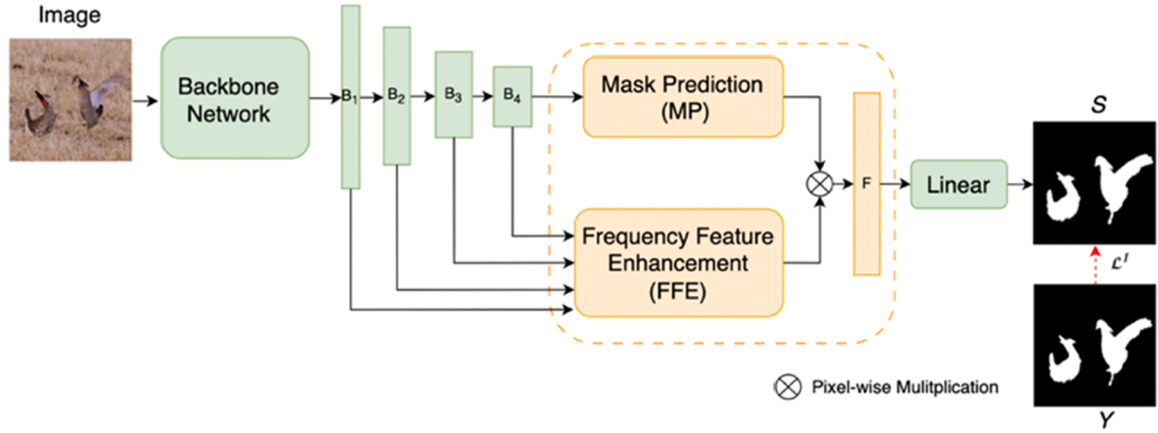 Image
Backbone
Network
B1
B2
B3
B4
Mask Prediction
(MP)
Frequency Feature
Enhancement
(FFE)
F
Linear
S
ℒᴵ
Y
Pixel-wise Mulitplication